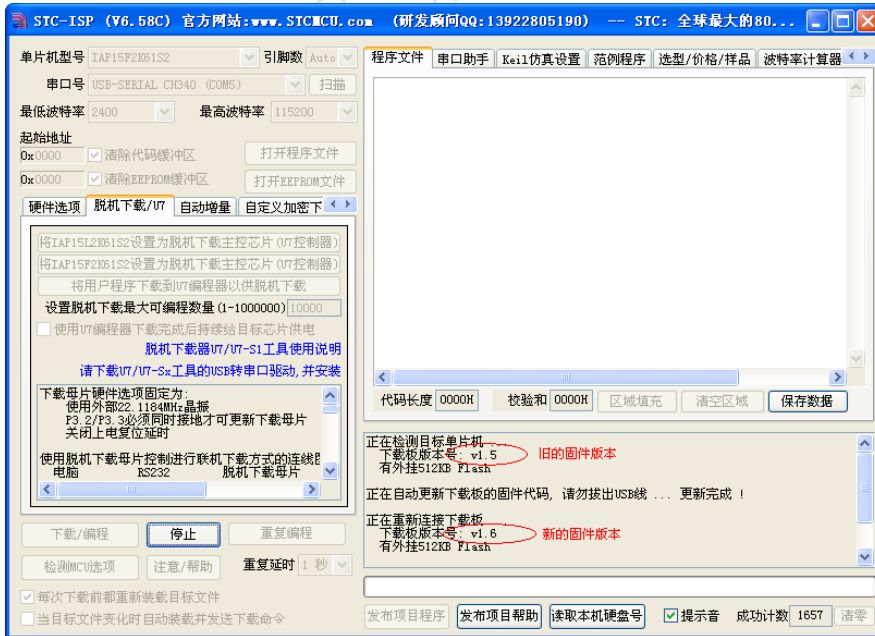 STC-ISP (V6.58C) 官方网站:www.STCMCU.com (研发顾问QQ:13922805190) -- STC: 全球最大的80...
单片机型号 IAP15F2K61S2 引脚数 Auto
串口号 USB-SERIAL CH340 (COM5) 扫描
最低波特率 2400 最高波特率 115200
起始地址
0x0000 清除代码缓冲区 打开程序文件
0x0000 清除EEPROM缓冲区 打开EEPROM文件
硬件选项 脱机下载/U7 自动增量 自定义加密下
将IAP15L2K61S2设置为脱机下载主控芯片(U7控制器)
将IAP15F2K61S2设置为脱机下载主控芯片(U7控制器)
将用户程序下载到U7编程器以供脱机下载
设置脱机下载最大可编程数量(1-1000000) 10000
使用U7编程器下载完成后持续给目标芯片供电
脱机下载器U7/U7-S1工具使用说明
请下载U7/U7-Sx工具的USB转串口驱动,并安装
下载母片硬件选项固定为:
使用外部22.1184MHz晶振
P3.2/P3.3必须同时接地才可更新下载母片
关闭上电复位延时
使用脱机下载母片控制进行联机下载方式的连线
电脑 RS232 脱机下载母片
下载/编程 停止 重复编程
检测MCU选项 注意/帮助 重复延时 1 秒
每次下载前都重新装载目标文件
当目标文件变化时自动装载并发送下载命令
程序文件 串口助手 Keil仿真设置 范例程序 选型/价格/样品 波特率计算器
代码长度 0000H 校验和 0000H 区域填充 清空区域 保存数据
正在检测目标单片机 ...
下载板版本号: v1.5 旧的固件版本
有外挂512KB Flash
正在自动更新下载板的固件代码, 请勿拔出USB线 ... 更新完成 !
正在重新连接下载板
下载板版本号: v1.6 新的固件版本
有外挂512KB Flash
发布项目程序 发布项目帮助 读取本机硬盘号 提示音 成功计数 1657 清零